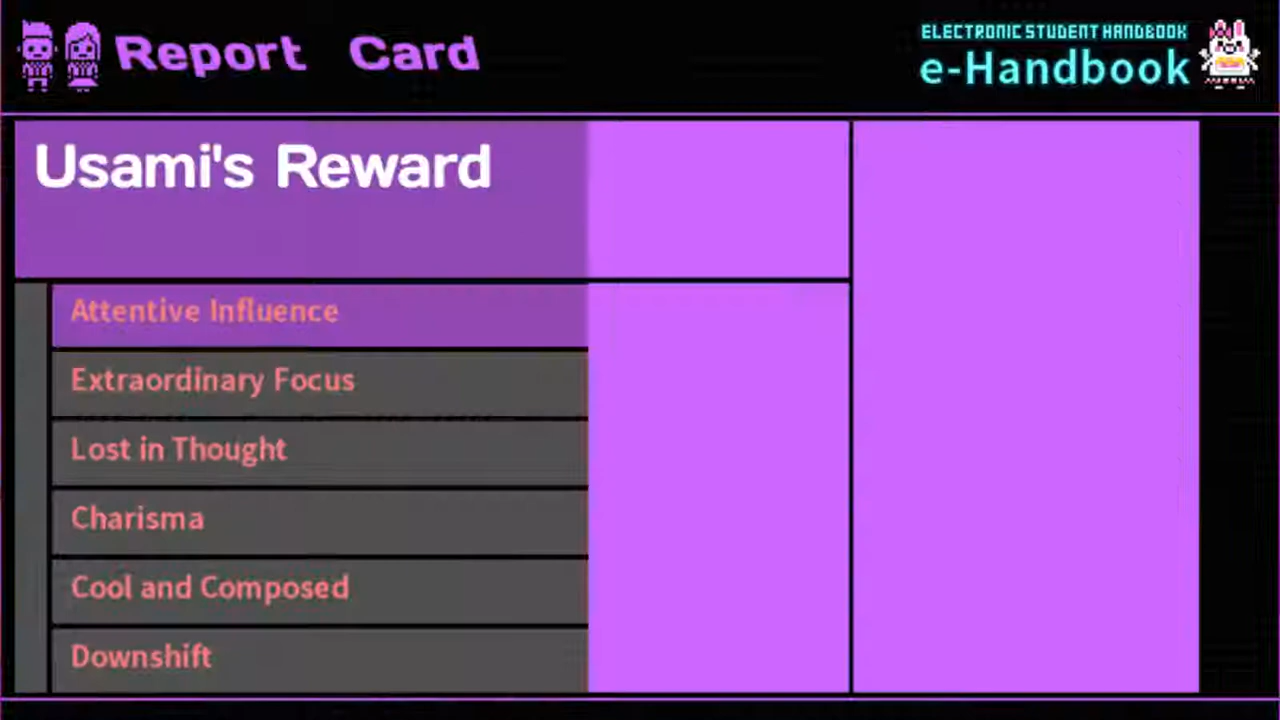 Report Card
ELECTRONIC STUDENT HANDBOOK
e-Handbook
Usami's Reward
Attentive Influence
Extraordinary Focus
Lost in Thought
Charisma
Cool and Composed
Downshift